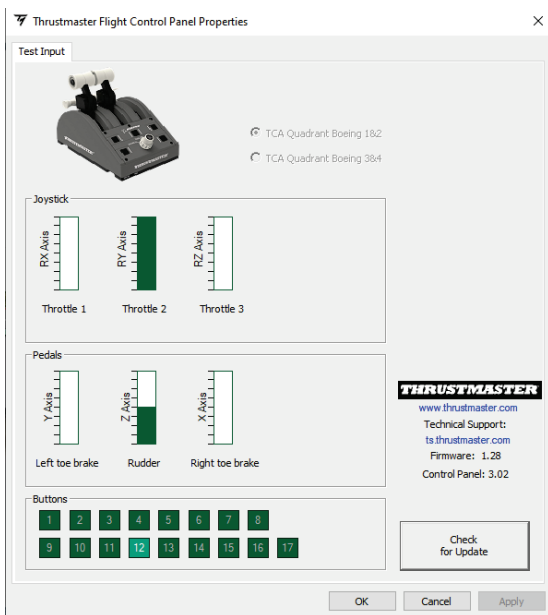 Thrustmaster Flight Control Panel Properties
Test Input
THRUSTMASTER
TCA Quadrant Boeing 1&2
TCA Quadrant Boeing 3&4
Joystick
RX Axis
RY Axis
RZ Axis
Throttle 1 Throttle 2 Throttle 3
Pedals
Y Axis
Z Axis
X Axis
Left toe brake Rudder Right toe brake
THRUSTMASTER
www.thrustmaster.com
Technical Support:
ts.thrustmaster.com
Firmware: 1.28
Control Panel: 3.02
Buttons
1 2 3 4 5 6 7 8
9 10 11 12 13 14 15 16 17
Check
for Update
OK Cancel Apply